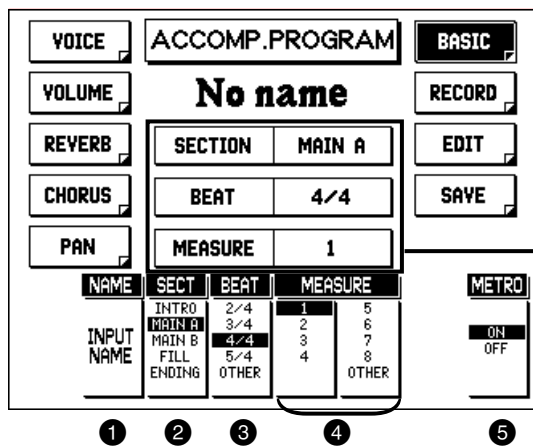 VOICE
ACCOMP.PROGRAM
BASIC
VOLUME
No name
RECORD
REVERB
SECTION
MAIN A
EDIT
CHORUS
BEAT
4/4
SAVE
PAN
MEASURE
1
NAME
SECT
BEAT
MEASURE
METRO
INPUT
NAME
INTRO
MAIN A
MAIN B
FILL
ENDING
2/4
3/4
4/4
5/4
OTHER
1
2
3
4
5
6
7
8
OTHER
ON
OFF
1
2
3
4
5